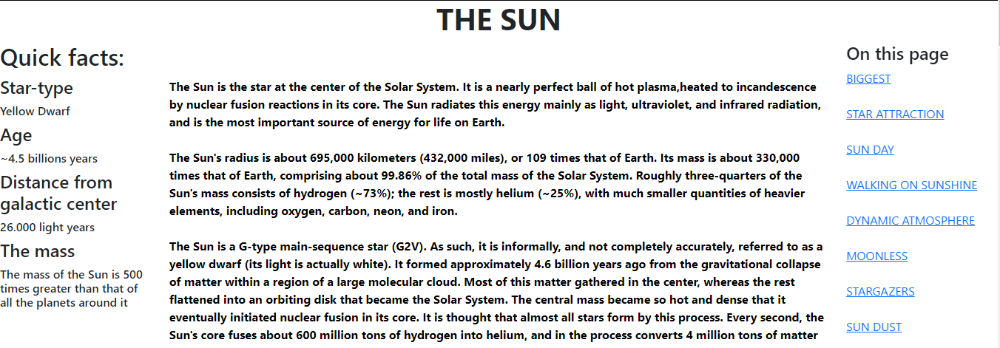 THE SUN
Quick facts:
Star-type
Yellow Dwarf
Age
~4.5 billions years
Distance from
galactic center
26.000 light years
The mass
The mass of the Sun is 500
times greater than that of
all the planets around it
The Sun is the star at the center of the Solar System. It is a nearly perfect ball of hot plasma,heated to incandescence
by nuclear fusion reactions in its core. The Sun radiates this energy mainly as light, ultraviolet, and infrared radiation,
and is the most important source of energy for life on Earth.
The Sun's radius is about 695,000 kilometers (432,000 miles), or 109 times that of Earth. Its mass is about 330,000
times that of Earth, comprising about 99.86% of the total mass of the Solar System. Roughly three-quarters of the
Sun's mass consists of hydrogen (~73%); the rest is mostly helium (~25%), with much smaller quantities of heavier
elements, including oxygen, carbon, neon, and iron.
The Sun is a G-type main-sequence star (G2V). As such, it is informally, and not completely accurately, referred to as a
yellow dwarf (its light is actually white). It formed approximately 4.6 billion years ago from the gravitational collapse
of matter within a region of a large molecular cloud. Most of this matter gathered in the center, whereas the rest
flattened into an orbiting disk that became the Solar System. The central mass became so hot and dense that it
eventually initiated nuclear fusion in its core. It is thought that almost all stars form by this process. Every second, the
Sun's core fuses about 600 million tons of hydrogen into helium, and in the process converts 4 million tons of matter
On this page
BIGGEST
STAR ATTRACTION
SUN DAY
WALKING ON SUNSHINE
DYNAMIC ATMOSPHERE
MOONLESS
STARGAZERS
SUN DUST